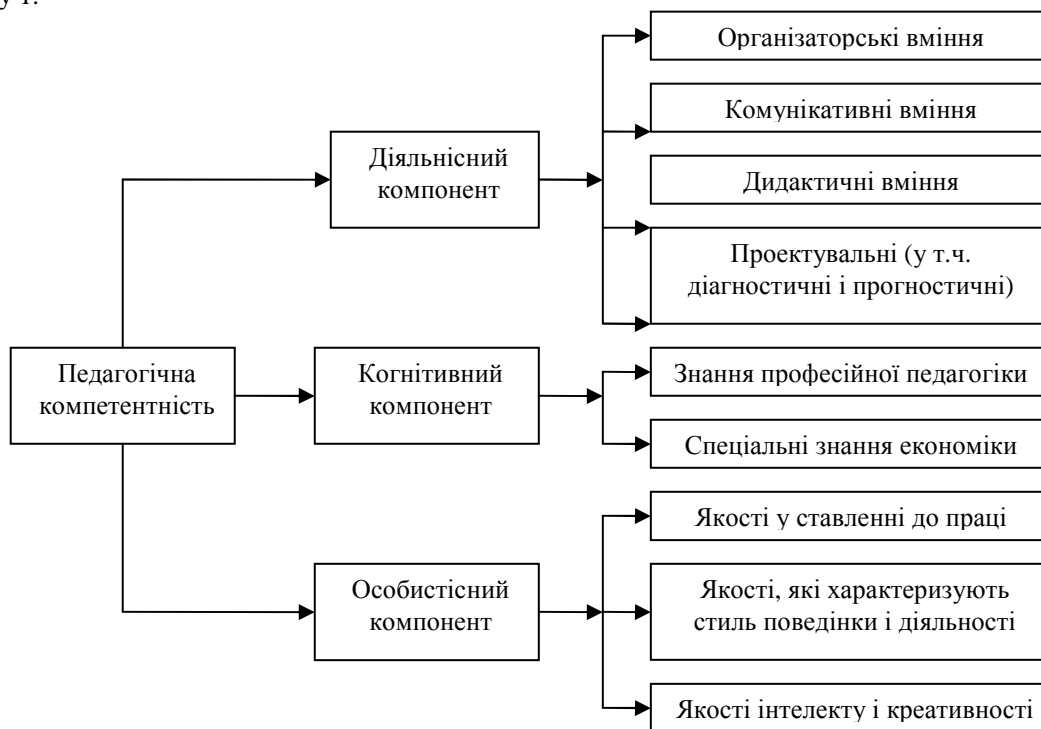 у 1.
Організаторські вміння
Комунікативні вміння
Діяльнісний
компонент
Дидактичні вміння
Проектувальні (у т.ч.
діагностичні і прогностичні)
Педагогічна
компетентність
Когнітивний
компонент
Знання професійної педагогіки
Спеціальні знання економіки
Якості у ставленні до праці
Особистісний
компонент
Якості, які характеризують
стиль поведінки і діяльності
Якості інтелекту і креативності